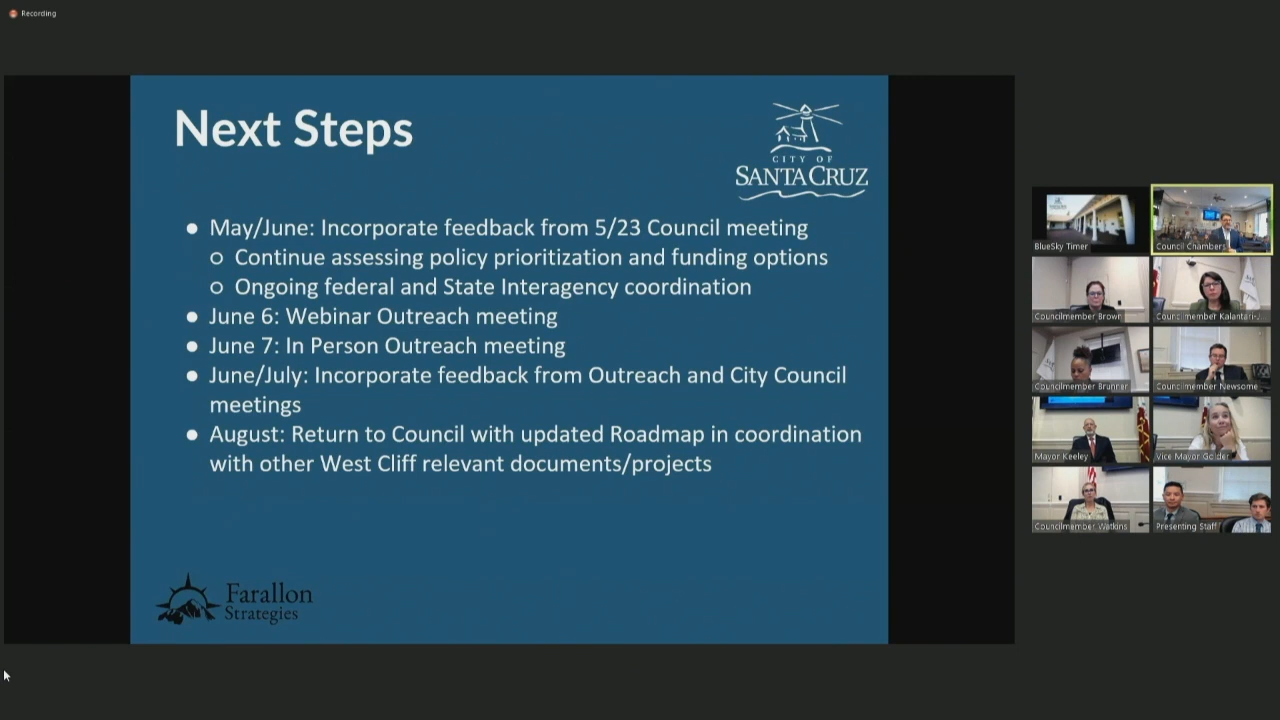 Recording
Next Steps
CITY OF
SANTA CRUZ
● May/June: Incorporate feedback from 5/23 Council meeting
○ Continue assessing policy prioritization and funding options
○ Ongoing federal and State Interagency coordination
● June 6: Webinar Outreach meeting
● June 7: In Person Outreach meeting
● June/July: Incorporate feedback from Outreach and City Council
meetings
● August: Return to Council with updated Roadmap in coordination
with other West Cliff relevant documents/projects
Farallon
Strategies
BlueSky Timer
Council Chambers
Councilmember Brown
Councilmember Kalantari-J...
Councilmember Brunner
Councilmember Newsome
Mayor Keeley
Vice Mayor Golder
Councilmember Watkins
Presenting Staff